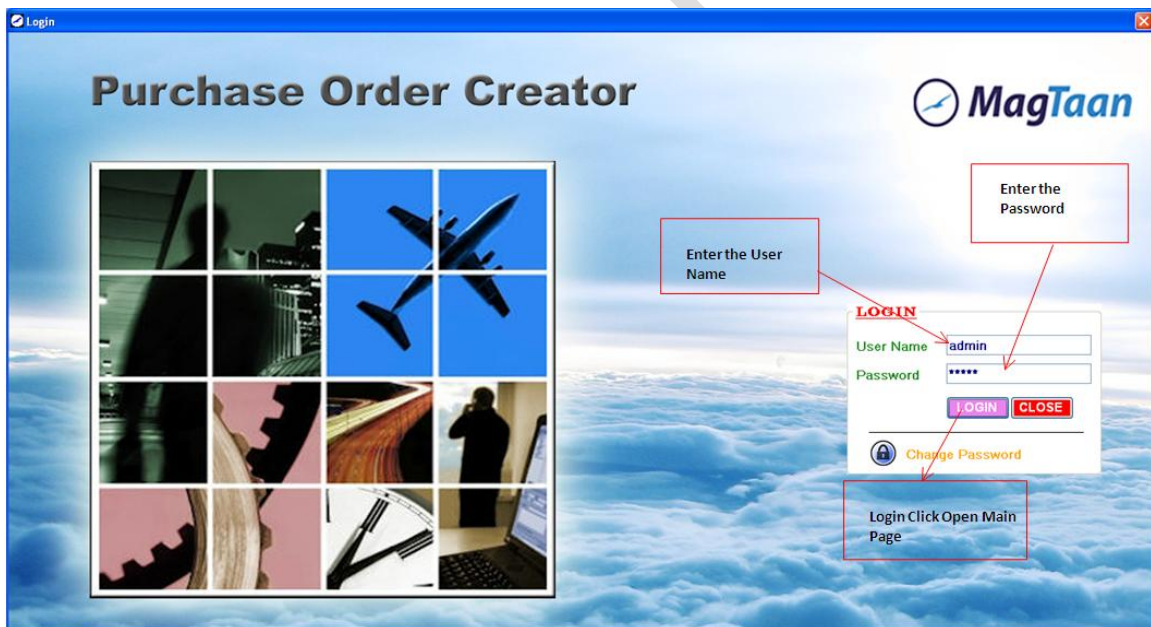 Login
Purchase Order Creator
MagTaan
Enter the
Password
Enter the User
Name
LOGIN
User Name admin
Password *****
LOGIN CLOSE
Change Password
Login Click Open Main
Page